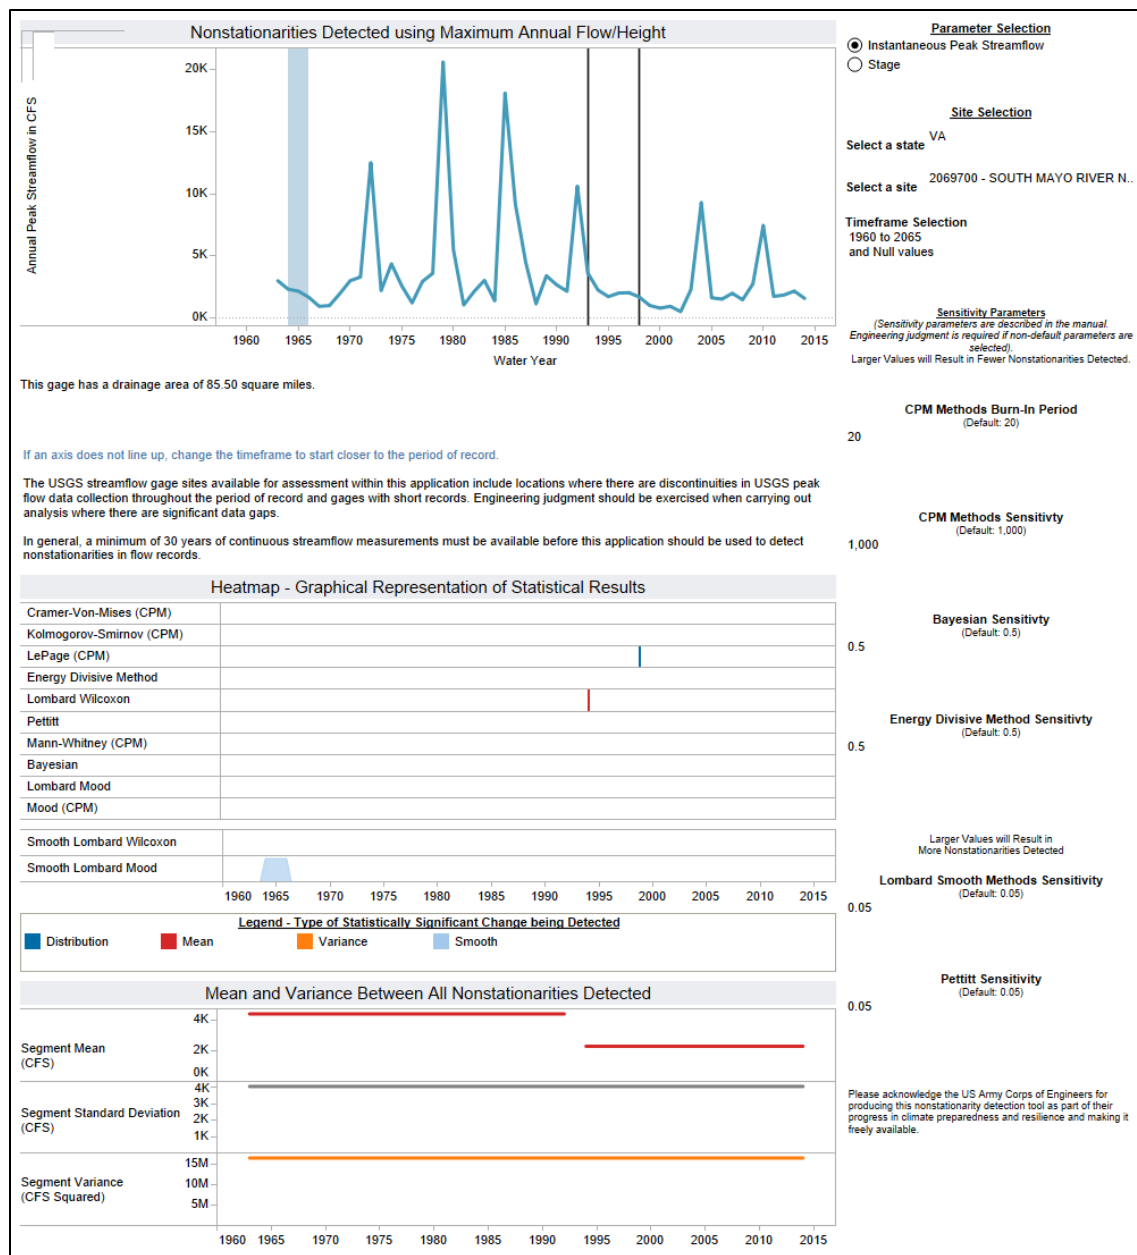 Nonstationarities Detected using Maximum Annual Flow/Height
Annual Peak Streamflow in CFS
20K
15K
10K
5K
0K
1960 1965 1970 1975 1980 1985 1990 1995 2000 2005 2010 2015
Water Year
This gage has a drainage area of 85.50 square miles.
If an axis does not line up, change the timeframe to start closer to the period of record.
The USGS streamflow gage sites available for assessment within this application include locations where there are discontinuities in USGS peak
flow data collection throughout the period of record and gages with short records. Engineering judgment should be exercised when carrying out
analysis where there are significant data gaps.
In general, a minimum of 30 years of continuous streamflow measurements must be available before this application should be used to detect
nonstationarities in flow records.
Heatmap - Graphical Representation of Statistical Results
Cramer-Von-Mises (CPM)
Kolmogorov-Smirnov (CPM)
LePage (CPM)
Energy Divisive Method
Lombard Wilcoxon
Pettitt
Mann-Whitney (CPM)
Bayesian
Lombard Mood
Mood (CPM)
Smooth Lombard Wilcoxon
Smooth Lombard Mood
1960 1965 1970 1975 1980 1985 1990 1995 2000 2005 2010 2015
Legend - Type of Statistically Significant Change being Detected
Distribution Mean Variance Smooth
Mean and Variance Between All Nonstationarities Detected
Segment Mean
(CFS)
4K
2K
0K
Segment Standard Deviation
(CFS)
4K
3K
2K
1K
Segment Variance
(CFS Squared)
15M
10M
5M
1960 1965 1970 1975 1980 1985 1990 1995 2000 2005 2010 2015
Parameter Selection
Instantaneous Peak Streamflow
Stage
Site Selection
Select a state VA
Select a site 2069700 - SOUTH MAYO RIVER N..
Timeframe Selection
1960 to 2065
and Null values
Sensitivity Parameters
(Sensitivity parameters are described in the manual.
Engineering judgment is required if non-default parameters are
selected).
Larger Values will Result in Fewer Nonstationarities Detected.
CPM Methods Burn-In Period
(Default: 20)
20
CPM Methods Sensitivty
(Default: 1,000)
1,000
Bayesian Sensitivty
(Default: 0.5)
0.5
Energy Divisive Method Sensitivty
(Default: 0.5)
0.5
Larger Values will Result in
More Nonstationarities Detected
Lombard Smooth Methods Sensitivity
(Default: 0.05)
0.05
Pettitt Sensitivity
(Default: 0.05)
0.05
Please acknowledge the US Army Corps of Engineers for
producing this nonstationarity detection tool as part of their
progress in climate preparedness and resilience and making it
freely available.